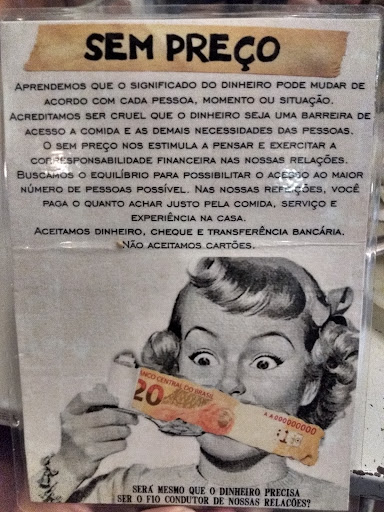 SEM PREÇO
APRENDEMOS QUE O SIGNIFICADO DO DINHEIRO PODE MUDAR DE
ACORDO COM CADA PESSOA, MOMENTO OU SITUAÇÃO.
ACREDITAMOS SER CRUEL QUE O DINHEIRO SEJA UMA BARREIRA DE
ACESSO A COMIDA E AS DEMAIS NECESSIDADES DAS PESSOAS.
O SEM PREÇO NOS ESTIMULA A PENSAR E EXERCITAR A
CORRESPONSABILIDADE FINANCEIRA NAS NOSSAS RELAÇÕES.
BUSCAMOS O EQUILÍBRIO PARA POSSIBILITAR O ACESSO AO MAIOR
NÚMERO DE PESSOAS POSSÍVEL. NAS NOSSAS REFEIÇÕES, VOCÊ
PAGA O QUANTO ACHAR JUSTO PELA COMIDA, SERVIÇO E
EXPERIÊNCIA NA CASA.
ACEITAMOS DINHEIRO, CHEQUE E TRANSFERÊNCIA BANCÁRIA.
NÃO ACEITAMOS CARTÕES.
BANCO CENTRAL DO BRASIL
20
AA000000000
SERÁ MESMO QUE O DINHEIRO PRECISA
SER O FIO CONDUTOR DE NOSSAS RELAÇÕES?